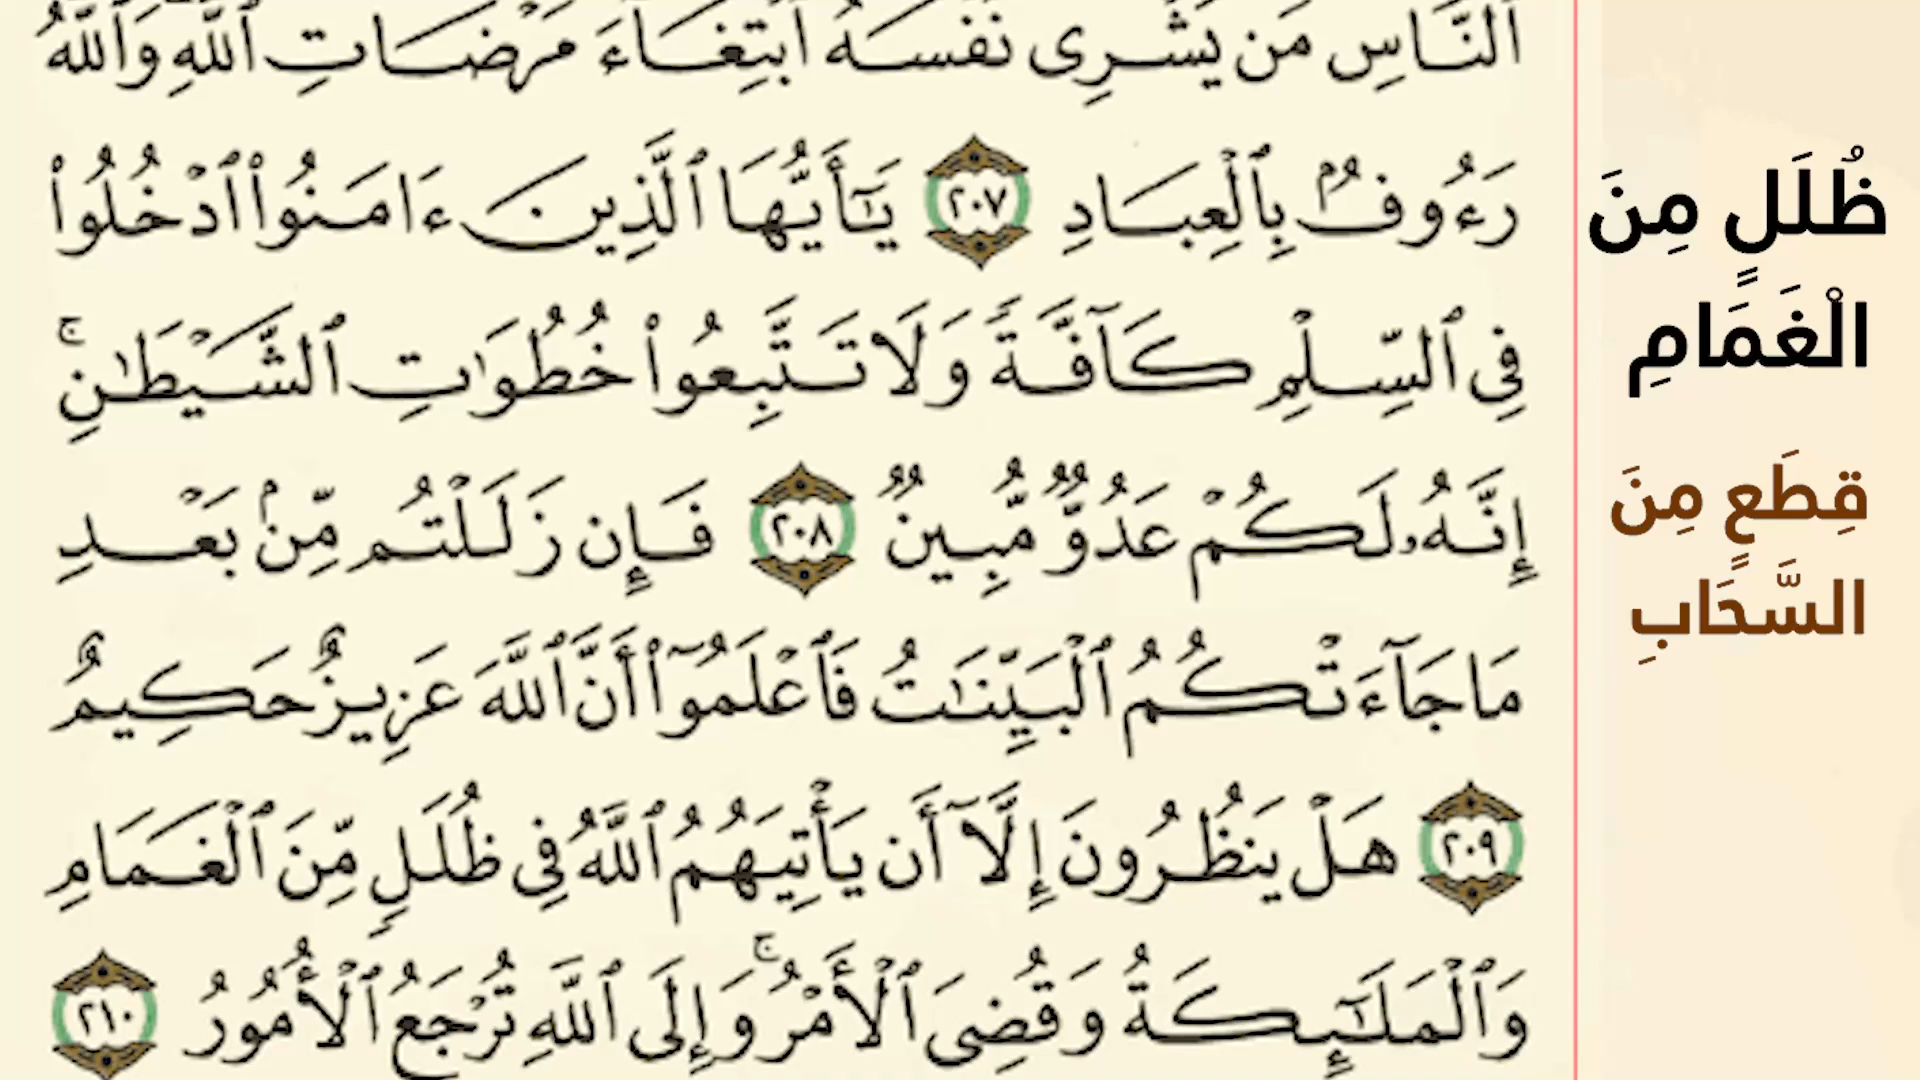 ٱلنَّاسِ مَن يَشْرِى نَفْسَهُ ٱبْتِغَآءَ مَرْضَاتِ ٱللَّهِ وَٱللَّهُ
رَءُوفٌۢ بِٱلْعِبَادِ ٢٠٧ يَـٰٓأَيُّهَا ٱلَّذِينَ ءَامَنُوا۟ ٱدْخُلُوا۟
فِى ٱلسِّلْمِ كَآفَّةً وَلَا تَتَّبِعُوا۟ خُطُوَٰتِ ٱلشَّيْطَـٰنِ ۚ
إِنَّهُۥ لَكُمْ عَدُوٌّ مُّبِينٌ ٢٠٨ فَإِن زَلَلْتُم مِّنۢ بَعْدِ
مَا جَآءَتْكُمُ ٱلْبَيِّنَـٰتُ فَٱعْلَمُوٓا۟ أَنَّ ٱللَّهَ عَزِيزٌ حَكِيمٌ
٢٠٩ هَلْ يَنظُرُونَ إِلَّآ أَن يَأْتِيَهُمُ ٱللَّهُ فِى ظُلَلٍ مِّنَ ٱلْغَمَامِ
وَٱلْمَلَـٰٓئِكَةُ وَقُضِىَ ٱلْأَمْرُ ۚ وَإِلَى ٱللَّهِ تُرْجَعُ ٱلْأُمُورُ ٢١٠
ظُلَلٍ مِنَ
الْغَمَامِ
قِطَعٍ مِنَ
السَّحَابِ